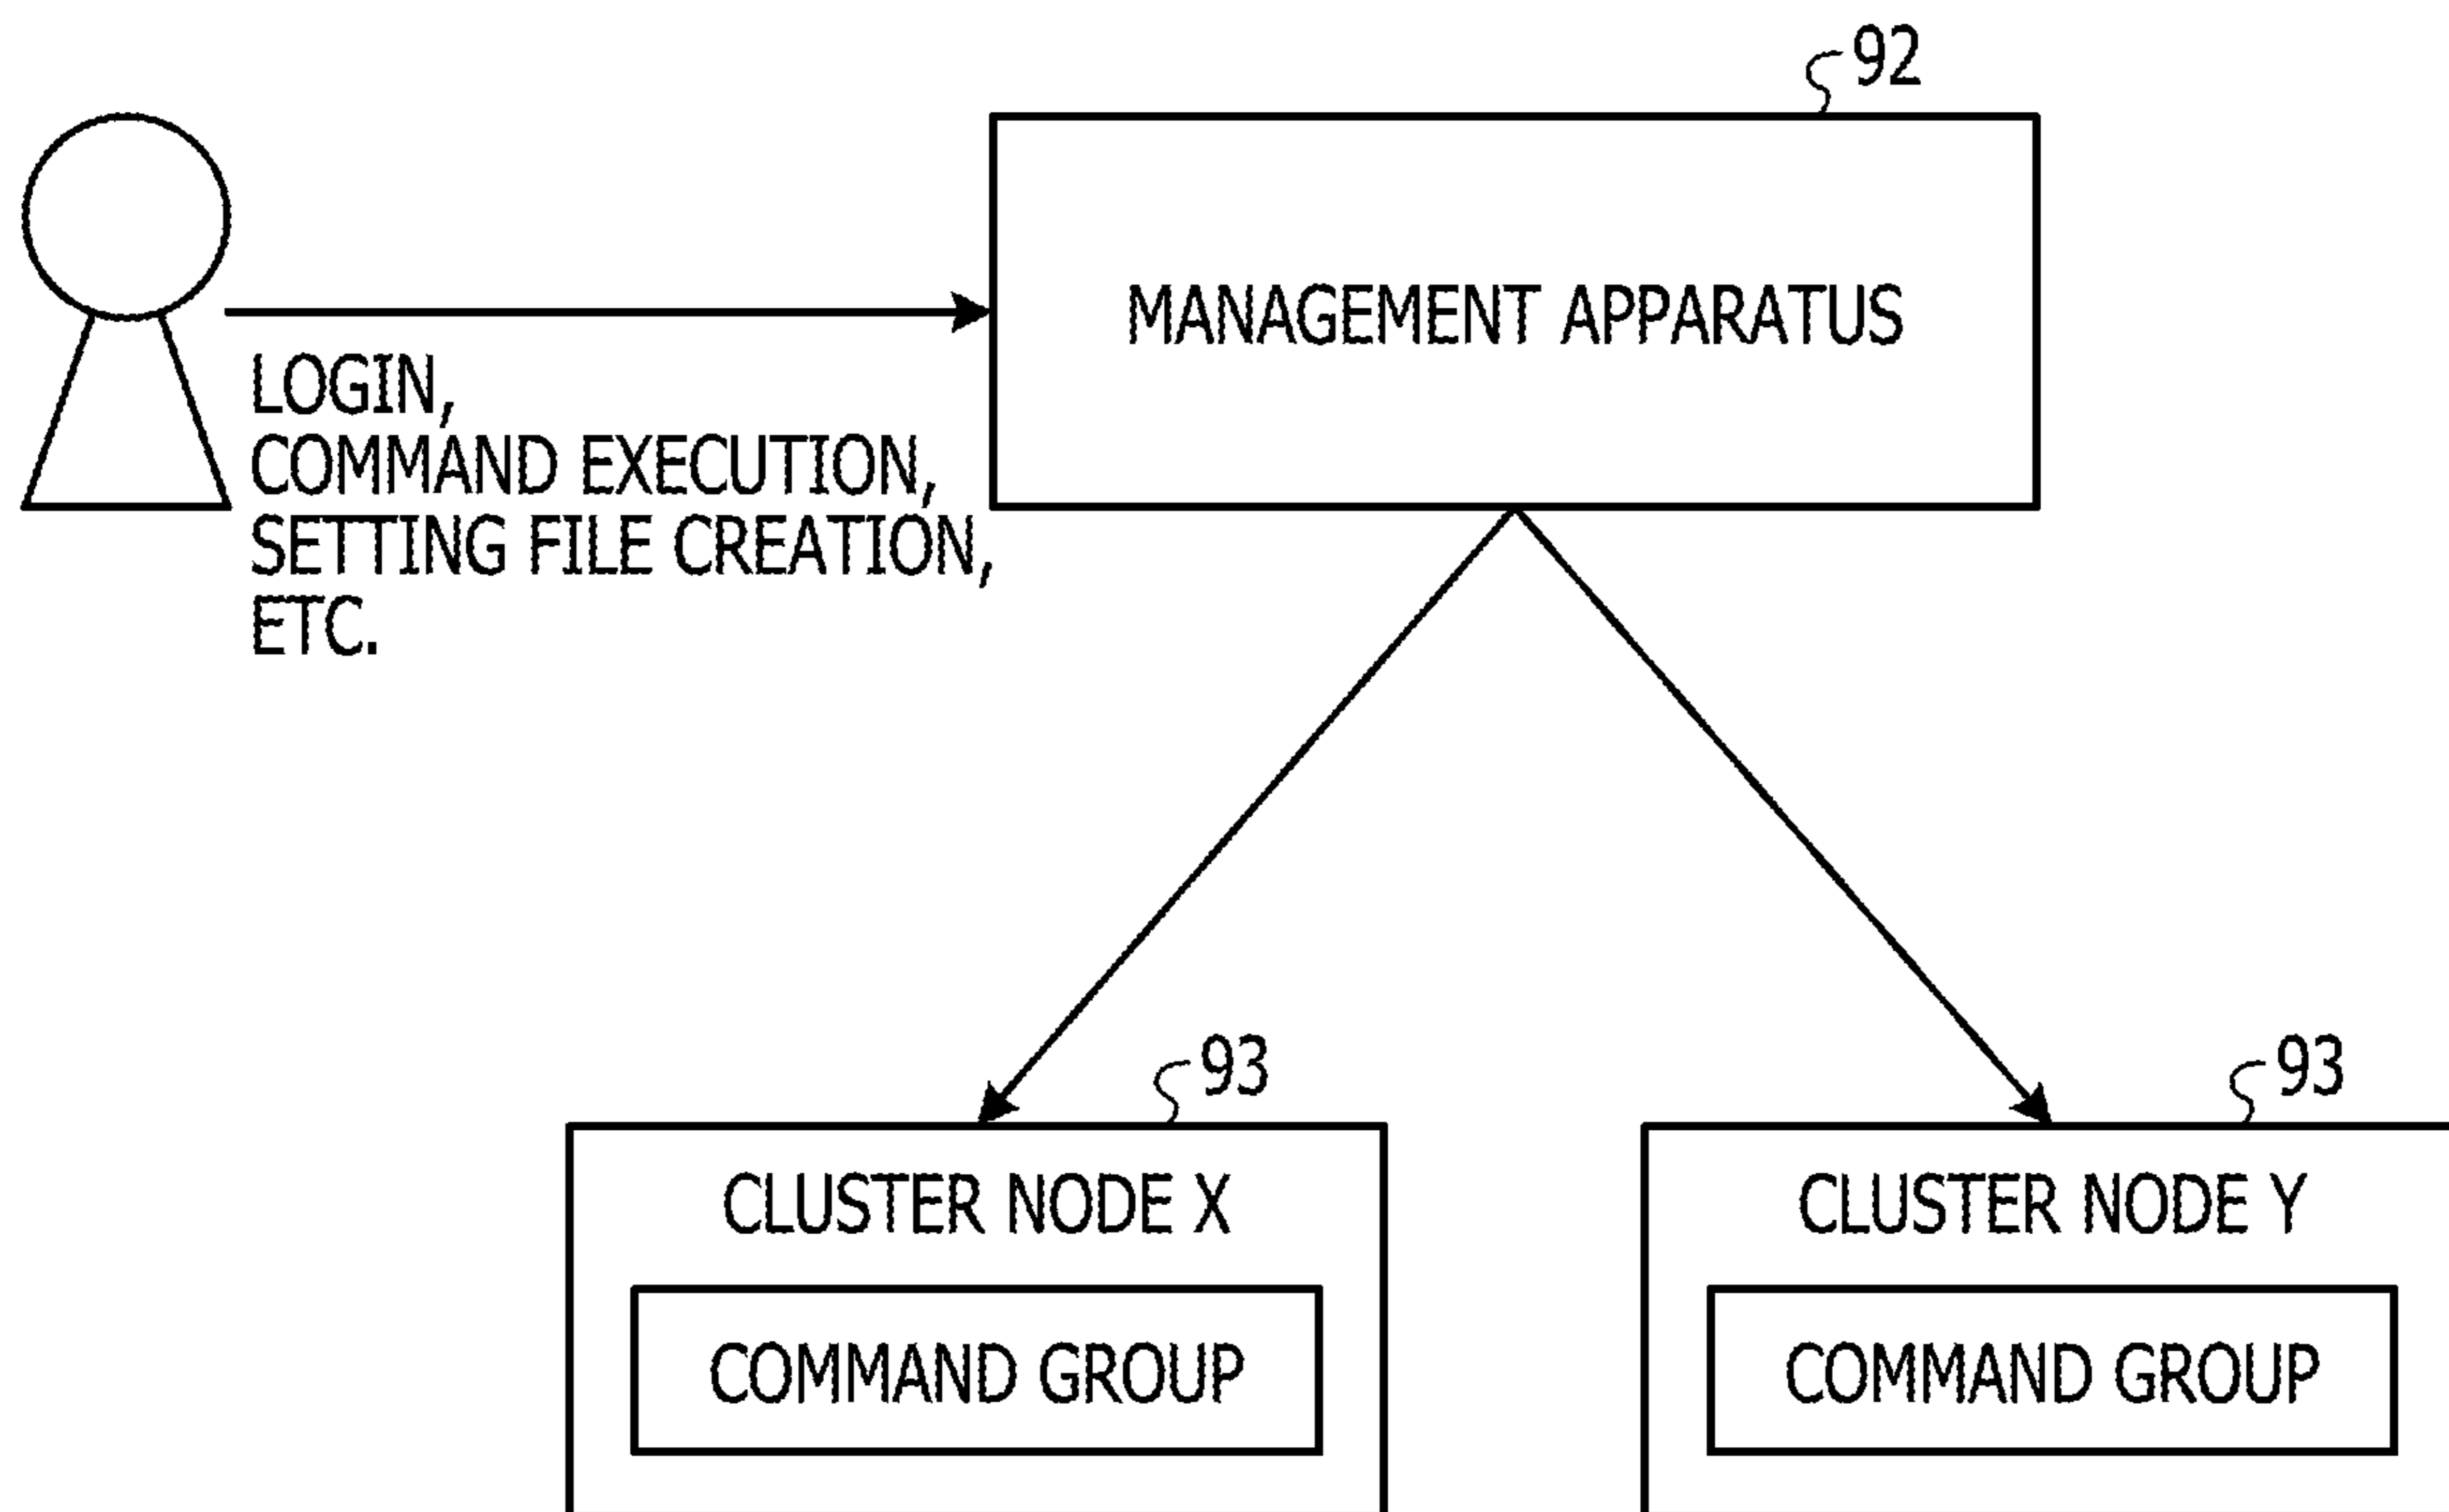 92
MANAGEMENT APPARATUS
LOGIN,
COMMAND EXECUTION,
SETTING FILE CREATION,
ETC.
93
CLUSTER NODE X
COMMAND GROUP
93
CLUSTER NODE Y
COMMAND GROUP